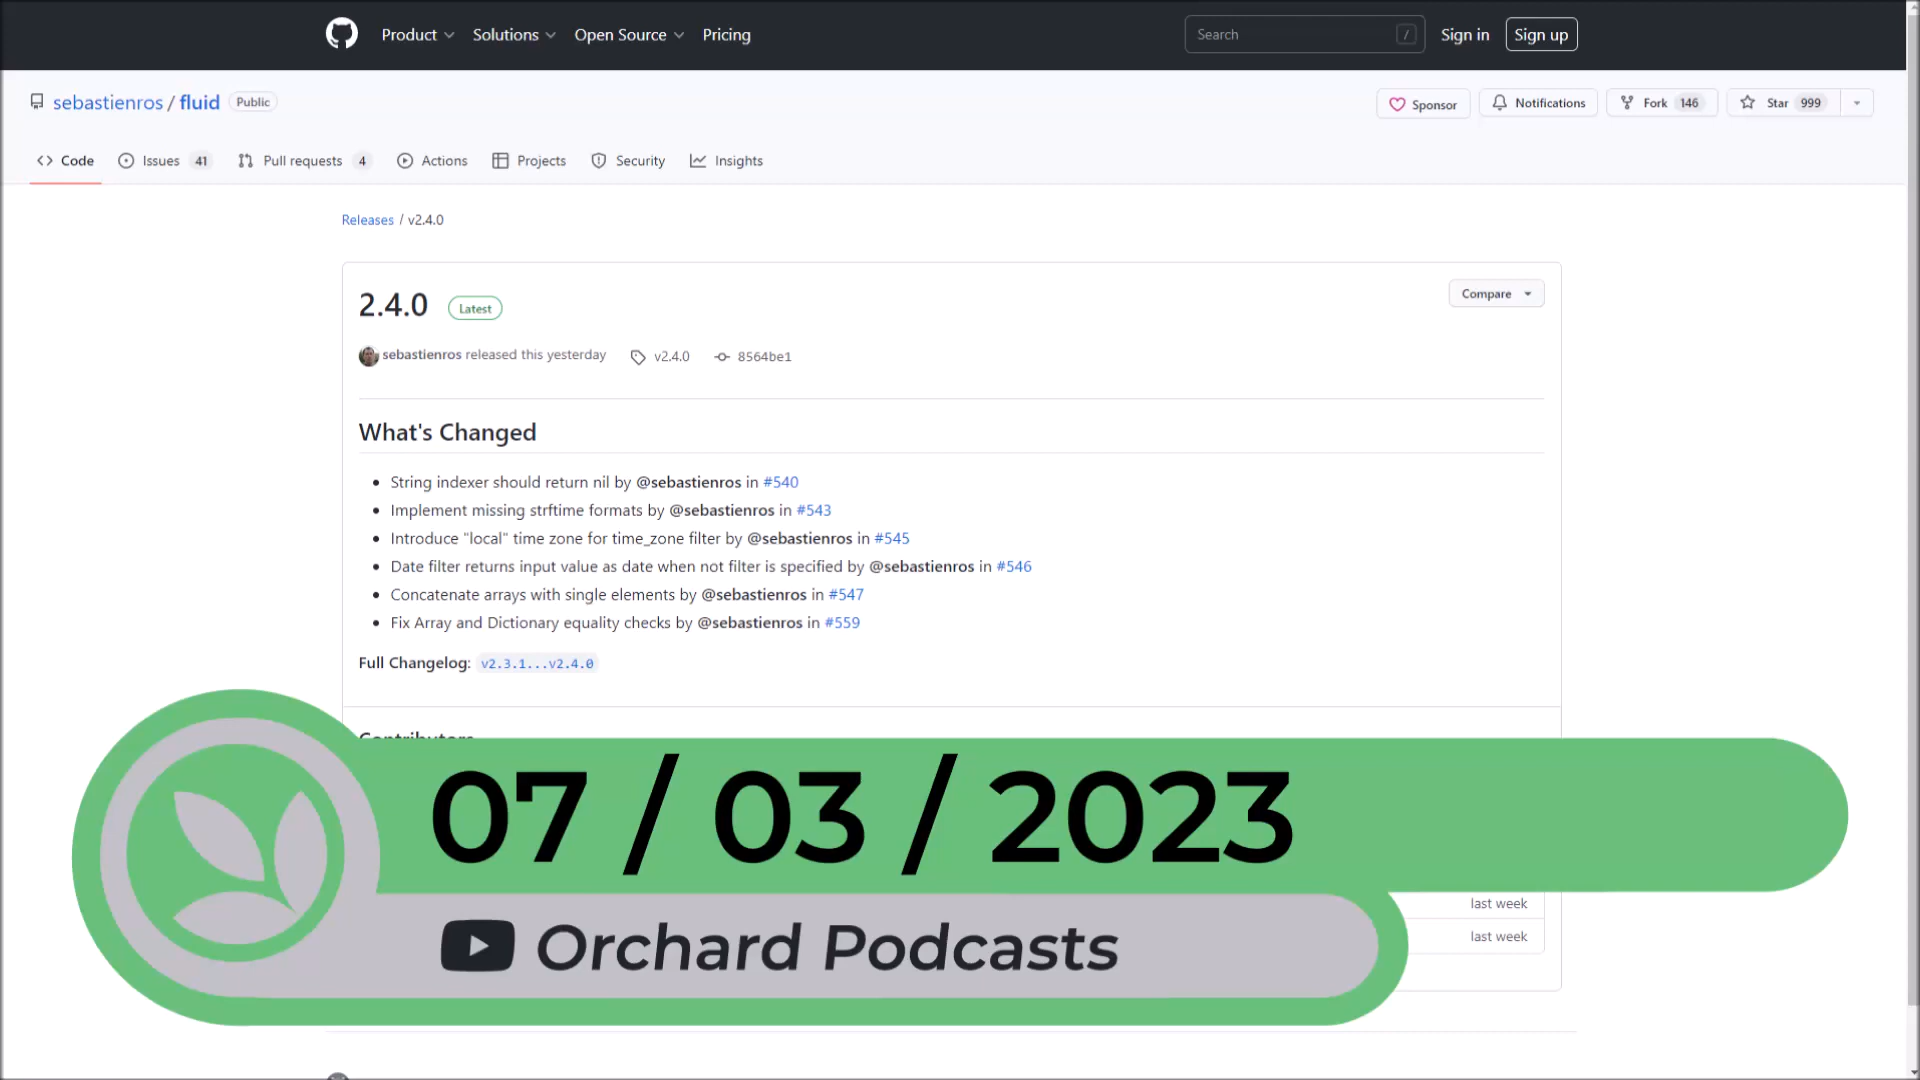 Product Solutions Open Source Pricing Search / Sign in Sign up
sebastienros / fluid Public Sponsor Notifications Fork 146 Star 999
Code Issues 41 Pull requests 4 Actions Projects Security Insights
Releases / v2.4.0
2.4.0 Latest Compare
sebastienros released this yesterday v2.4.0 8564be1
What's Changed
String indexer should return nil by @sebastienros in #540
Implement missing strftime formats by @sebastienros in #543
Introduce "local" time zone for time_zone filter by @sebastienros in #545
Date filter returns input value as date when not filter is specified by @sebastienros in #546
Concatenate arrays with single elements by @sebastienros in #547
Fix Array and Dictionary equality checks by @sebastienros in #559
Full Changelog: v2.3.1...v2.4.0
Contributors
07 / 03 / 2023
last week
Orchard Podcasts
last week